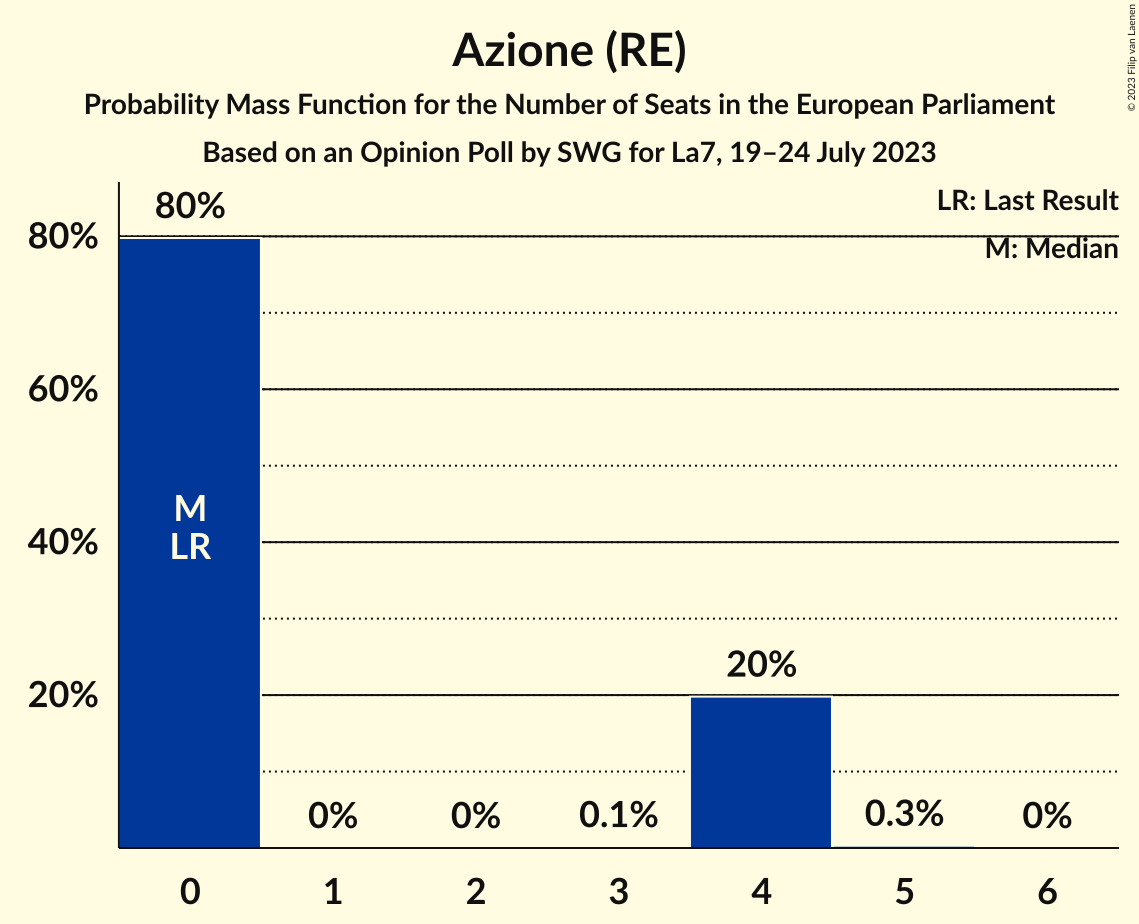 Azione (RE)
Probability Mass Function for the Number of Seats in the European Parliament
Based on an Opinion Poll by SWG for La7, 19–24 July 2023
© 2023 Filip van Laenen
LR: Last Result
M: Median
80%
60%
40%
20%
80%
M
LR
0%
0%
0.1%
20%
0.3%
0%
0 1 2 3 4 5 6